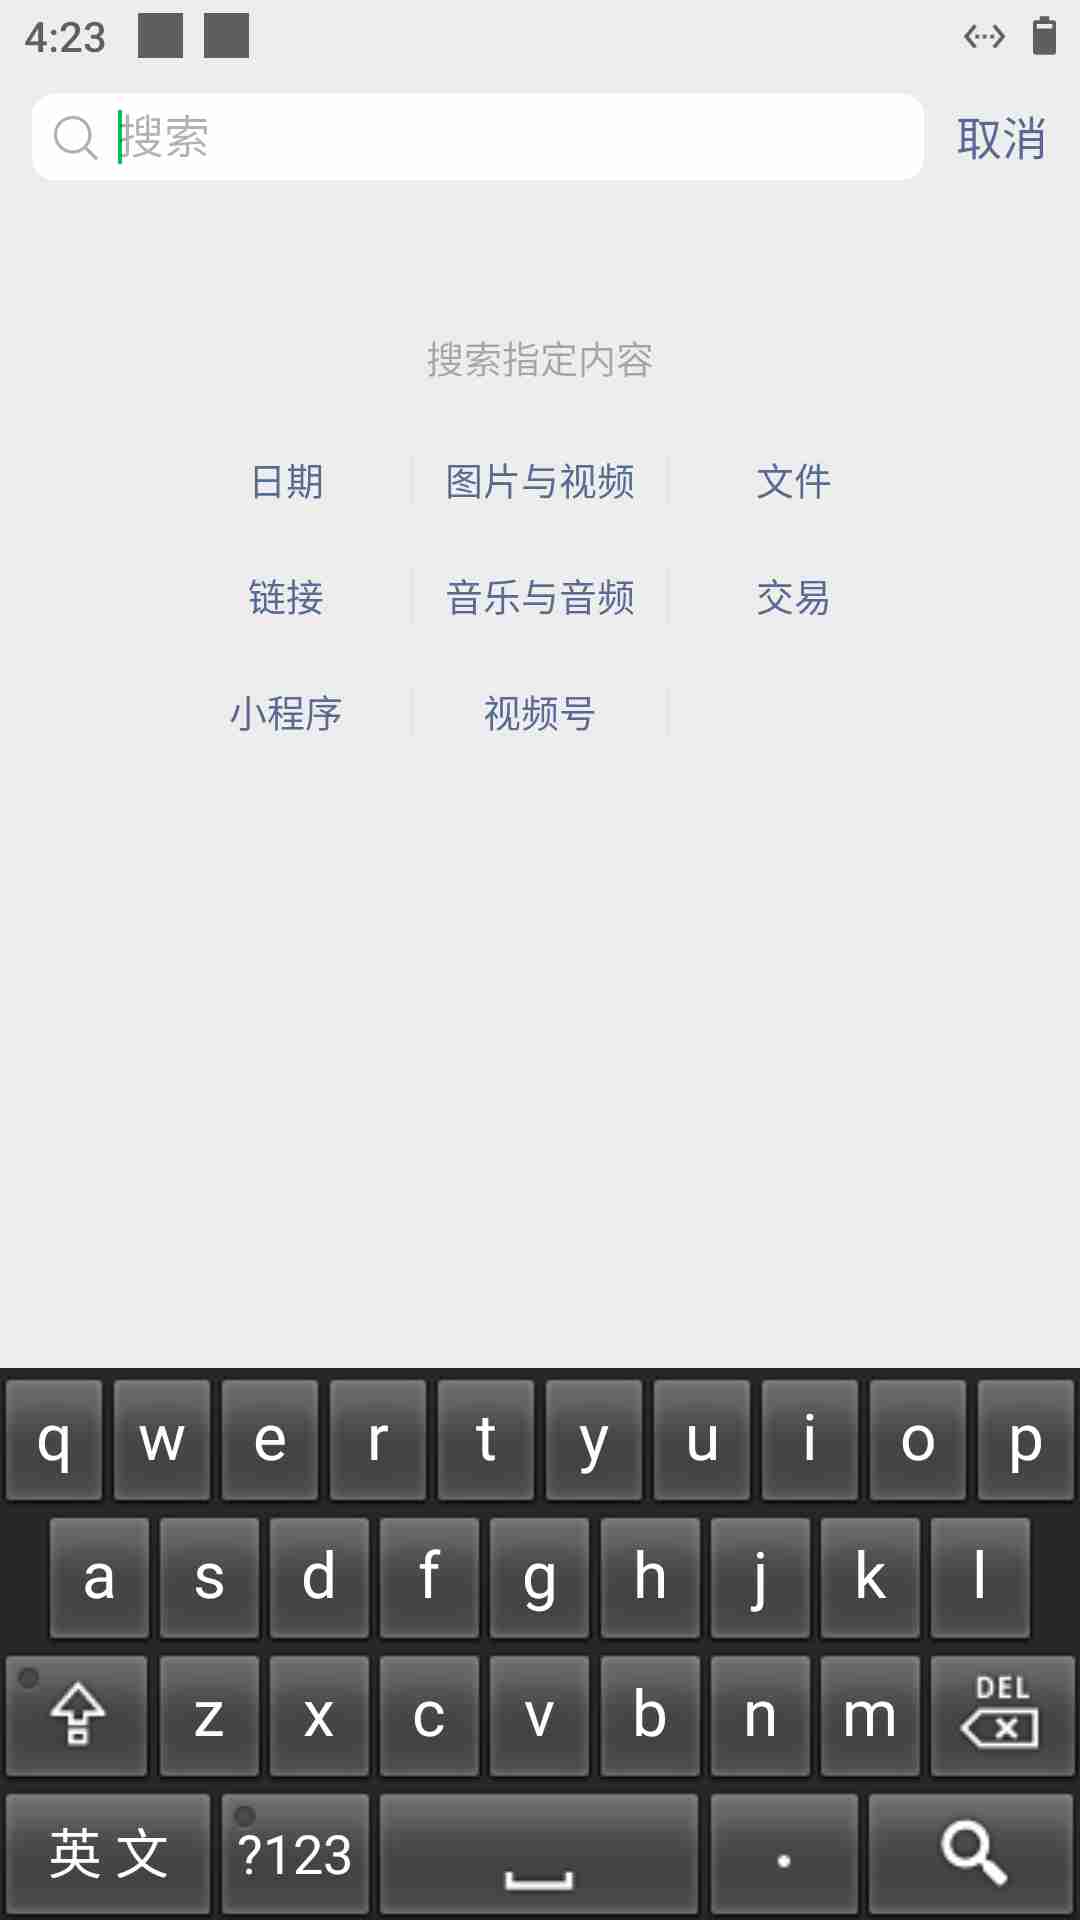 4:23
搜索 取消
搜索指定内容
日期 图片与视频 文件
链接 音乐与音频 交易
小程序 视频号
q w e r t y u i o p
a s d f g h j k l
z x c v b n m DEL
英文 ?123 .